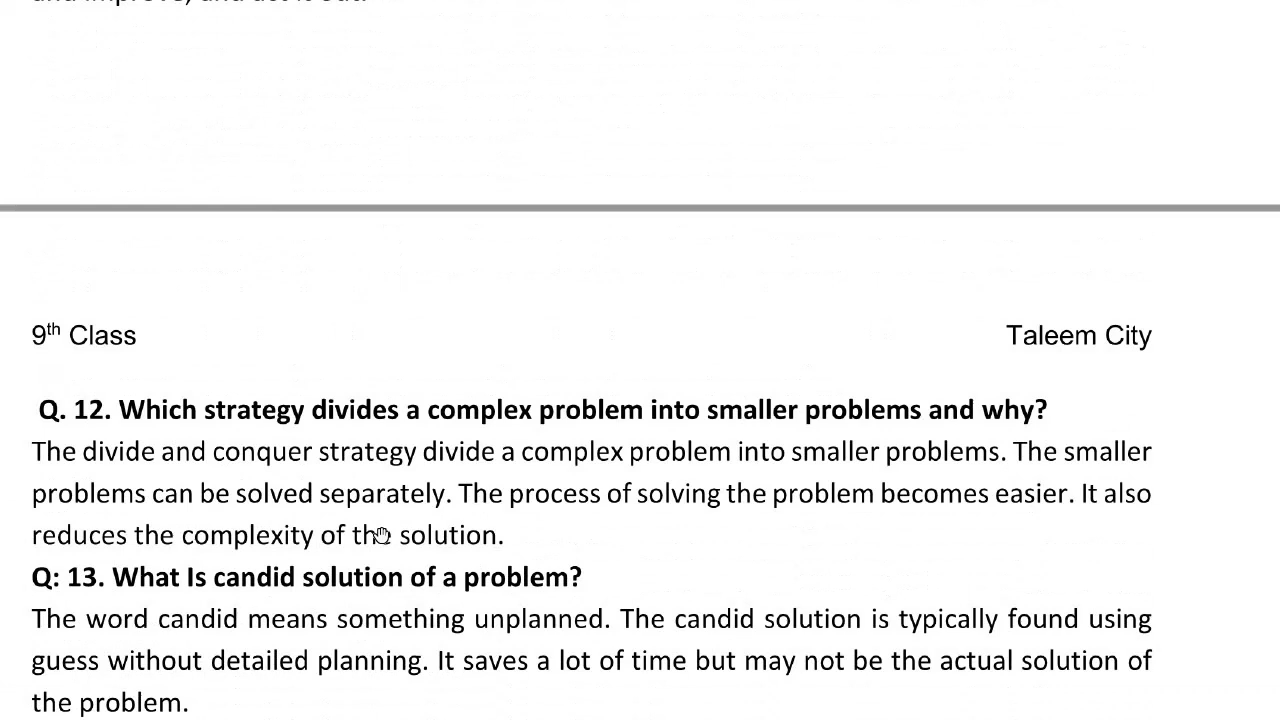 9th Class
Taleem City
Q. 12. Which strategy divides a complex problem into smaller problems and why?
The divide and conquer strategy divide a complex problem into smaller problems. The smaller
problems can be solved separately. The process of solving the problem becomes easier. It also
reduces the complexity of the solution.
Q: 13. What Is candid solution of a problem?
The word candid means something unplanned. The candid solution is typically found using
guess without detailed planning. It saves a lot of time but may not be the actual solution of
the problem.